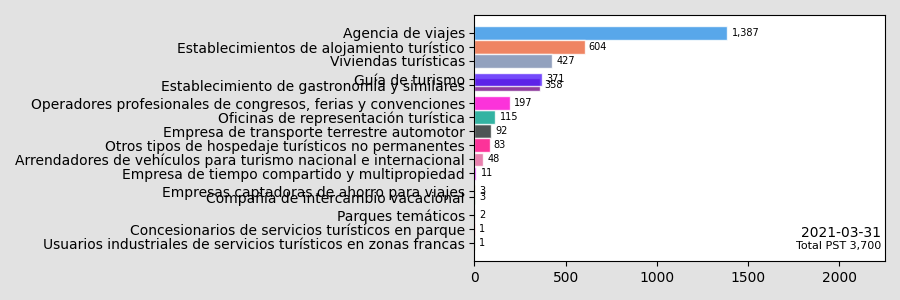 Agencia de viajes 1,387
Establecimientos de alojamiento turístico 604
Viviendas turísticas 427
Guía de turismo 371
Establecimiento de gastronomía y similares 358
Operadores profesionales de congresos, ferias y convenciones 197
Oficinas de representación turística 115
Empresa de transporte terrestre automotor 92
Otros tipos de hospedaje turísticos no permanentes 83
Arrendadores de vehículos para turismo nacional e internacional 48
Empresa de tiempo compartido y multipropiedad 11
Empresas captadoras de ahorro para viajes 3
Compañía de intercambio vacacional 3
Parques temáticos 2
Concesionarios de servicios turísticos en parque 1
Usuarios industriales de servicios turísticos en zonas francas 1
2021-03-31
Total PST 3,700
0 500 1000 1500 2000